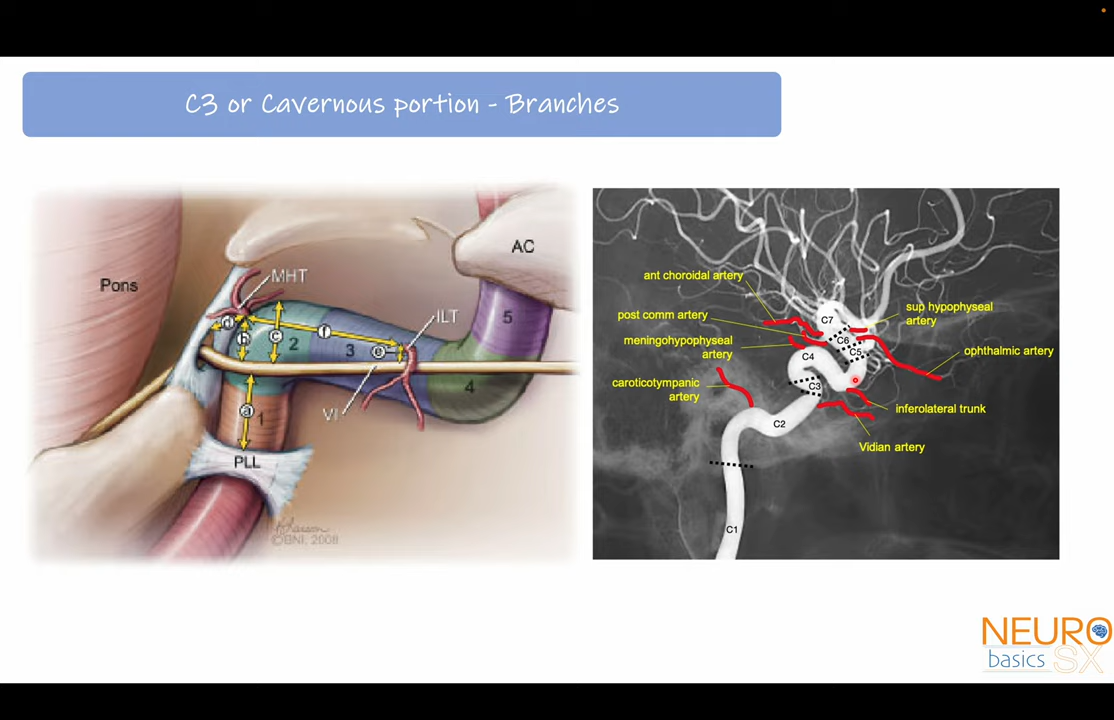 C3 or Cavernous portion - Branches
Pons
MHT
AC
d
b
c
f
ILT
2
3
e
5
4
VI
a
1
PLL
©BNI, 2008
ant choroidal artery
post comm artery
meningohypophyseal
artery
caroticotympanic
artery
C7
C6
C5
C4
C3
C2
C1
sup hypophyseal
artery
ophthalmic artery
inferolateral trunk
Vidian artery
NEURO
basics SX